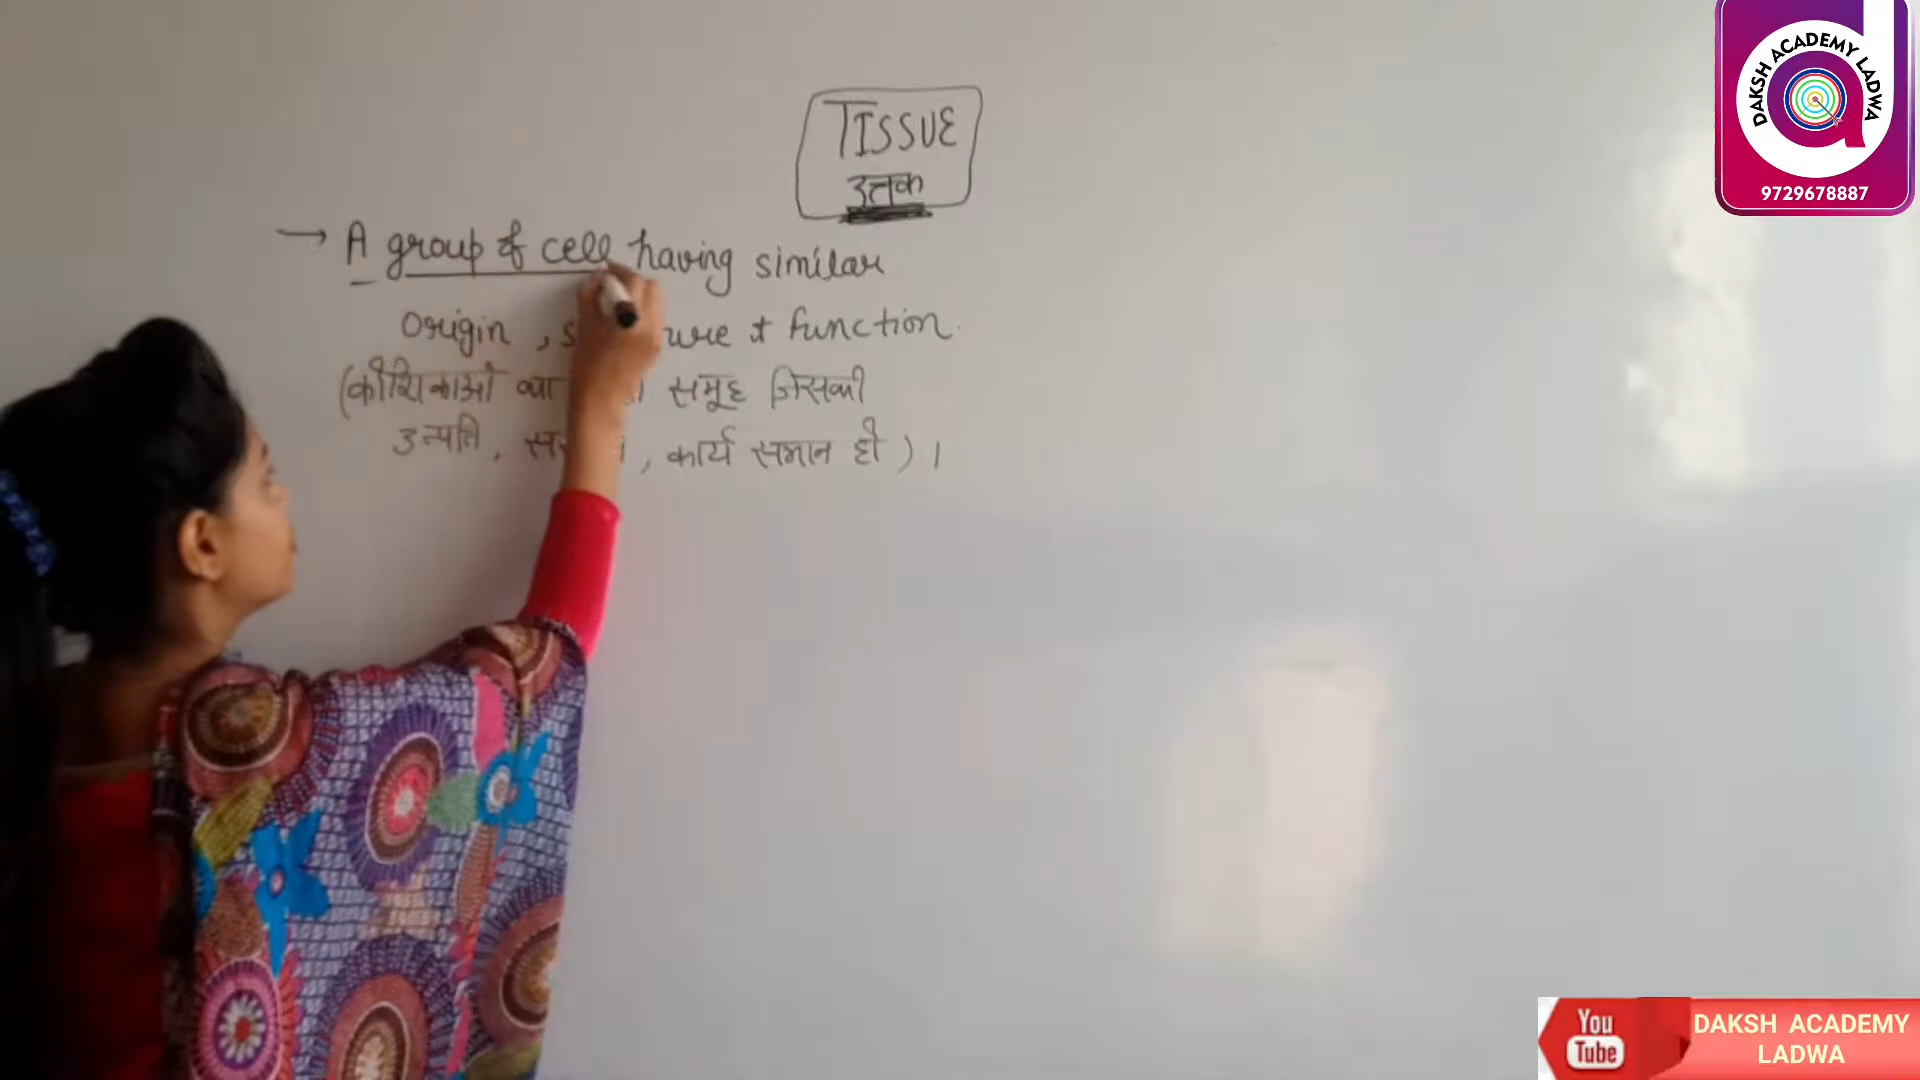 TISSUE
उत्तक
→ A group of cell having similar
origin, function.
(कोशिकाओं का समूह जिसकी
उत्पत्ति, , कार्य समान हो) ।
DAKSH ACADEMY LADWA
9729678887
You
Tube
DAKSH ACADEMY
LADWA